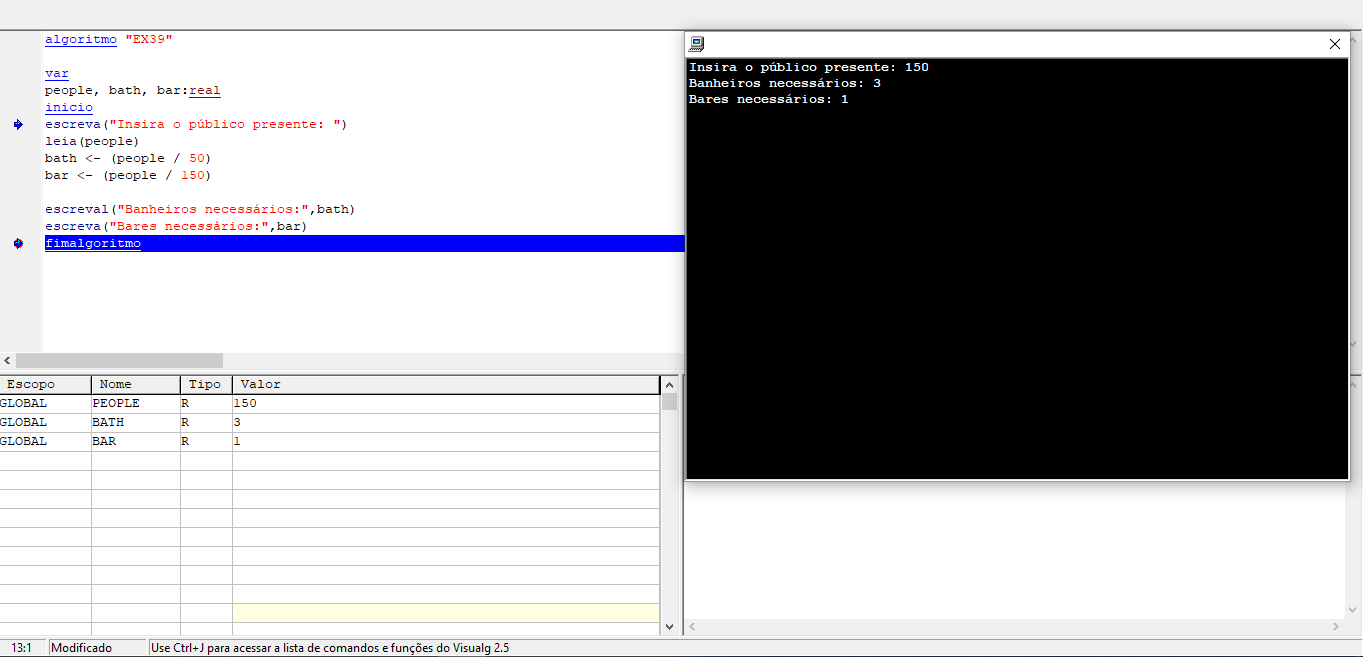 algoritmo "EX39"
var
people, bath, bar:real
inicio
escreva("Insira o público presente: ")
leia(people)
bath <- (people / 50)
bar <- (people / 150)
escreval("Banheiros necessários:",bath)
escreva("Bares necessários:",bar)
fimalgoritmo
Insira o público presente: 150
Banheiros necessários: 3
Bares necessários: 1
Escopo Nome Tipo Valor
GLOBAL PEOPLE R 150
GLOBAL BATH R 3
GLOBAL BAR R 1
13:1 Modificado Use Ctrl+J para acessar a lista de comandos e funções do Visualg 2.5